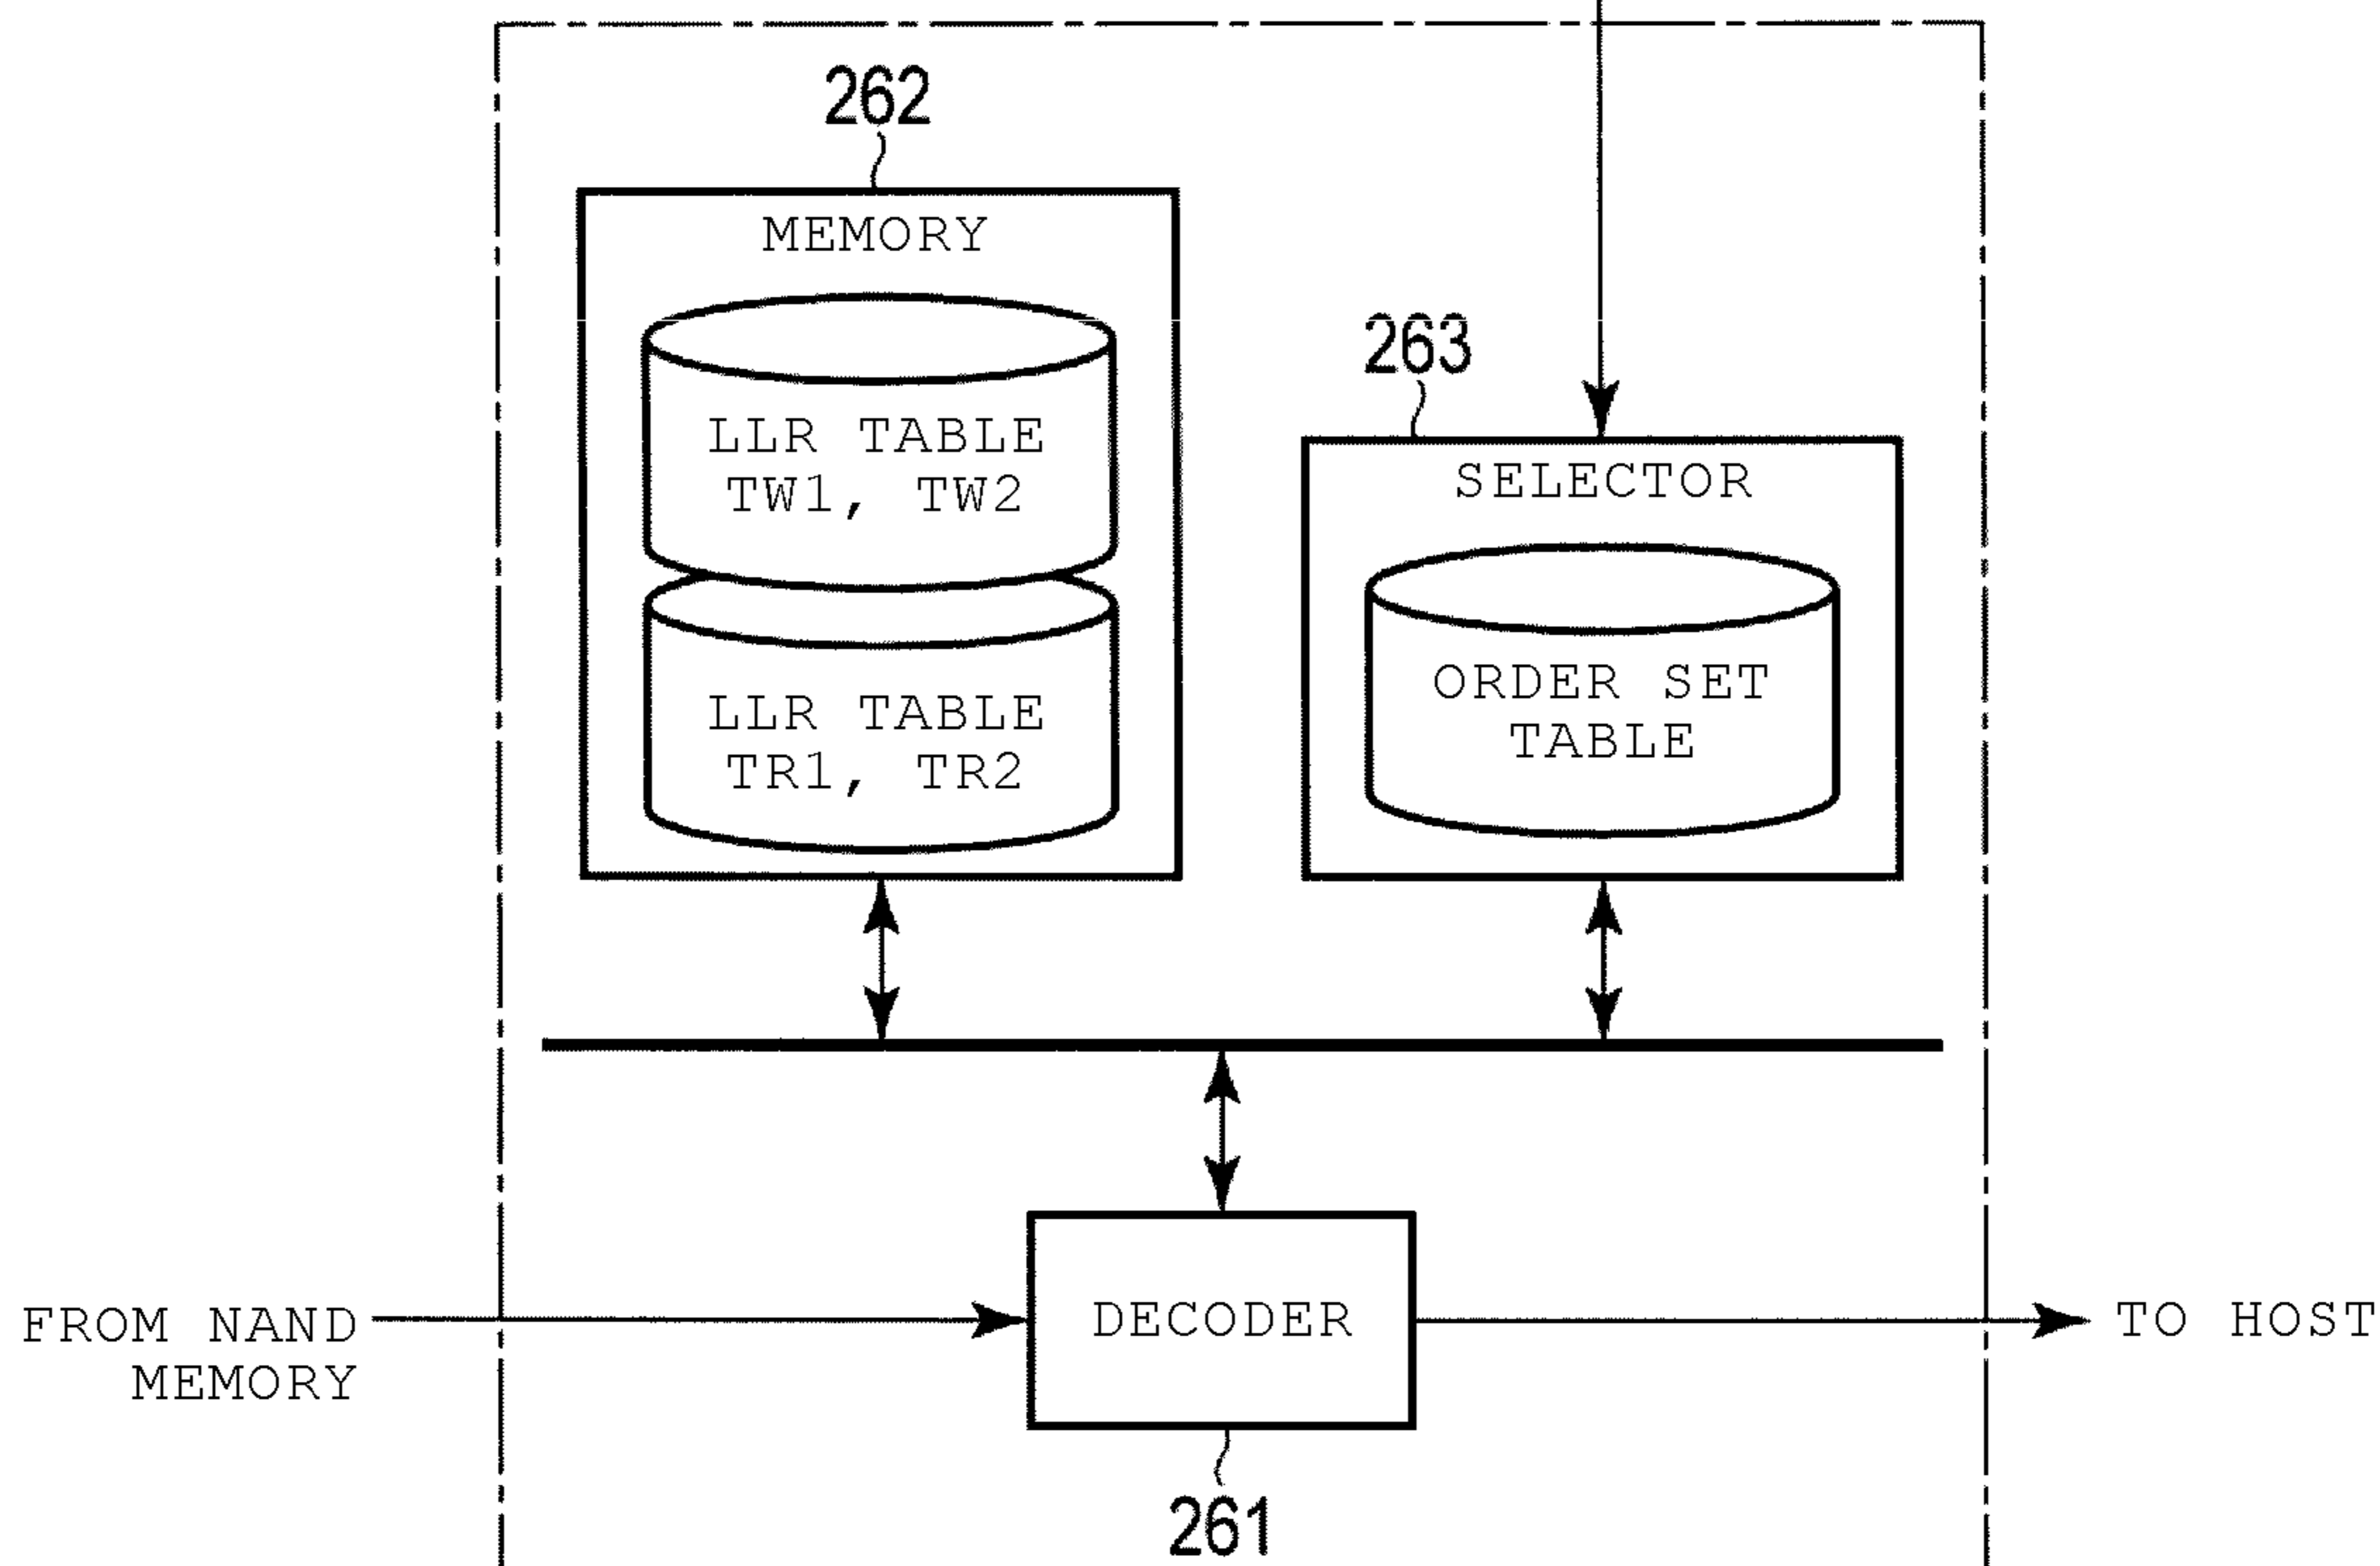 262
MEMORY
LLR TABLE
TW1, TW2
LLR TABLE
TR1, TR2
263
SELECTOR
ORDER SET
TABLE
FROM NAND
MEMORY
DECODER
TO HOST
261